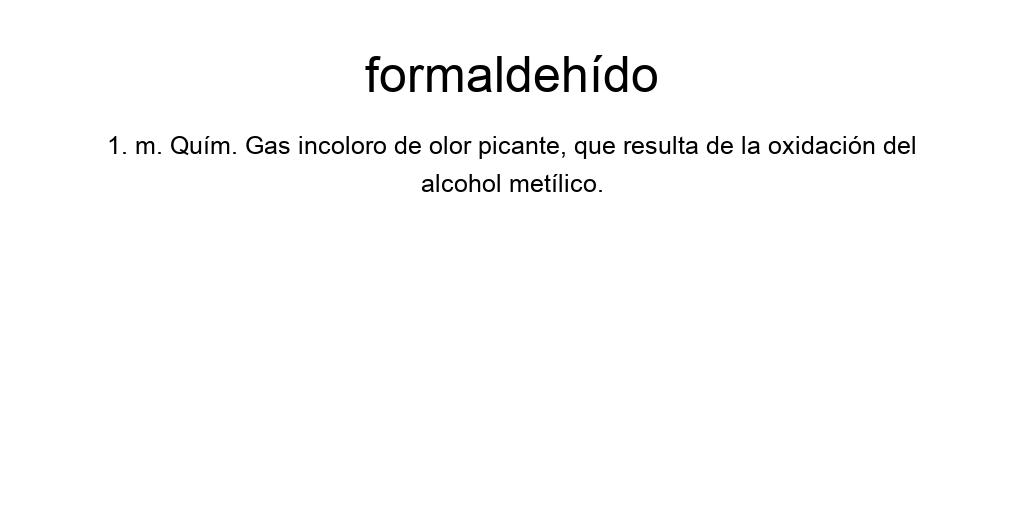 formaldehído
1. m. Quím. Gas incoloro de olor picante, que resulta de la oxidación del
alcohol metílico.